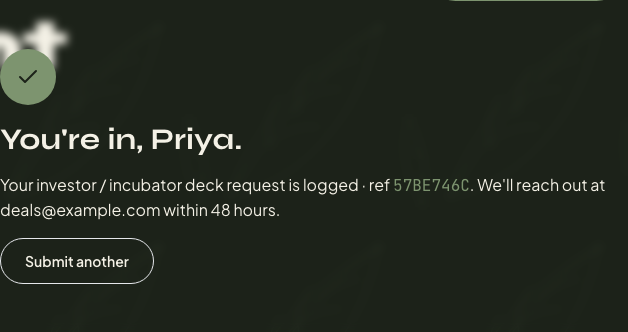 You're in, Priya.
Your investor / incubator deck request is logged · ref 57BE746C. We'll reach out at
deals@example.com within 48 hours.
Submit another